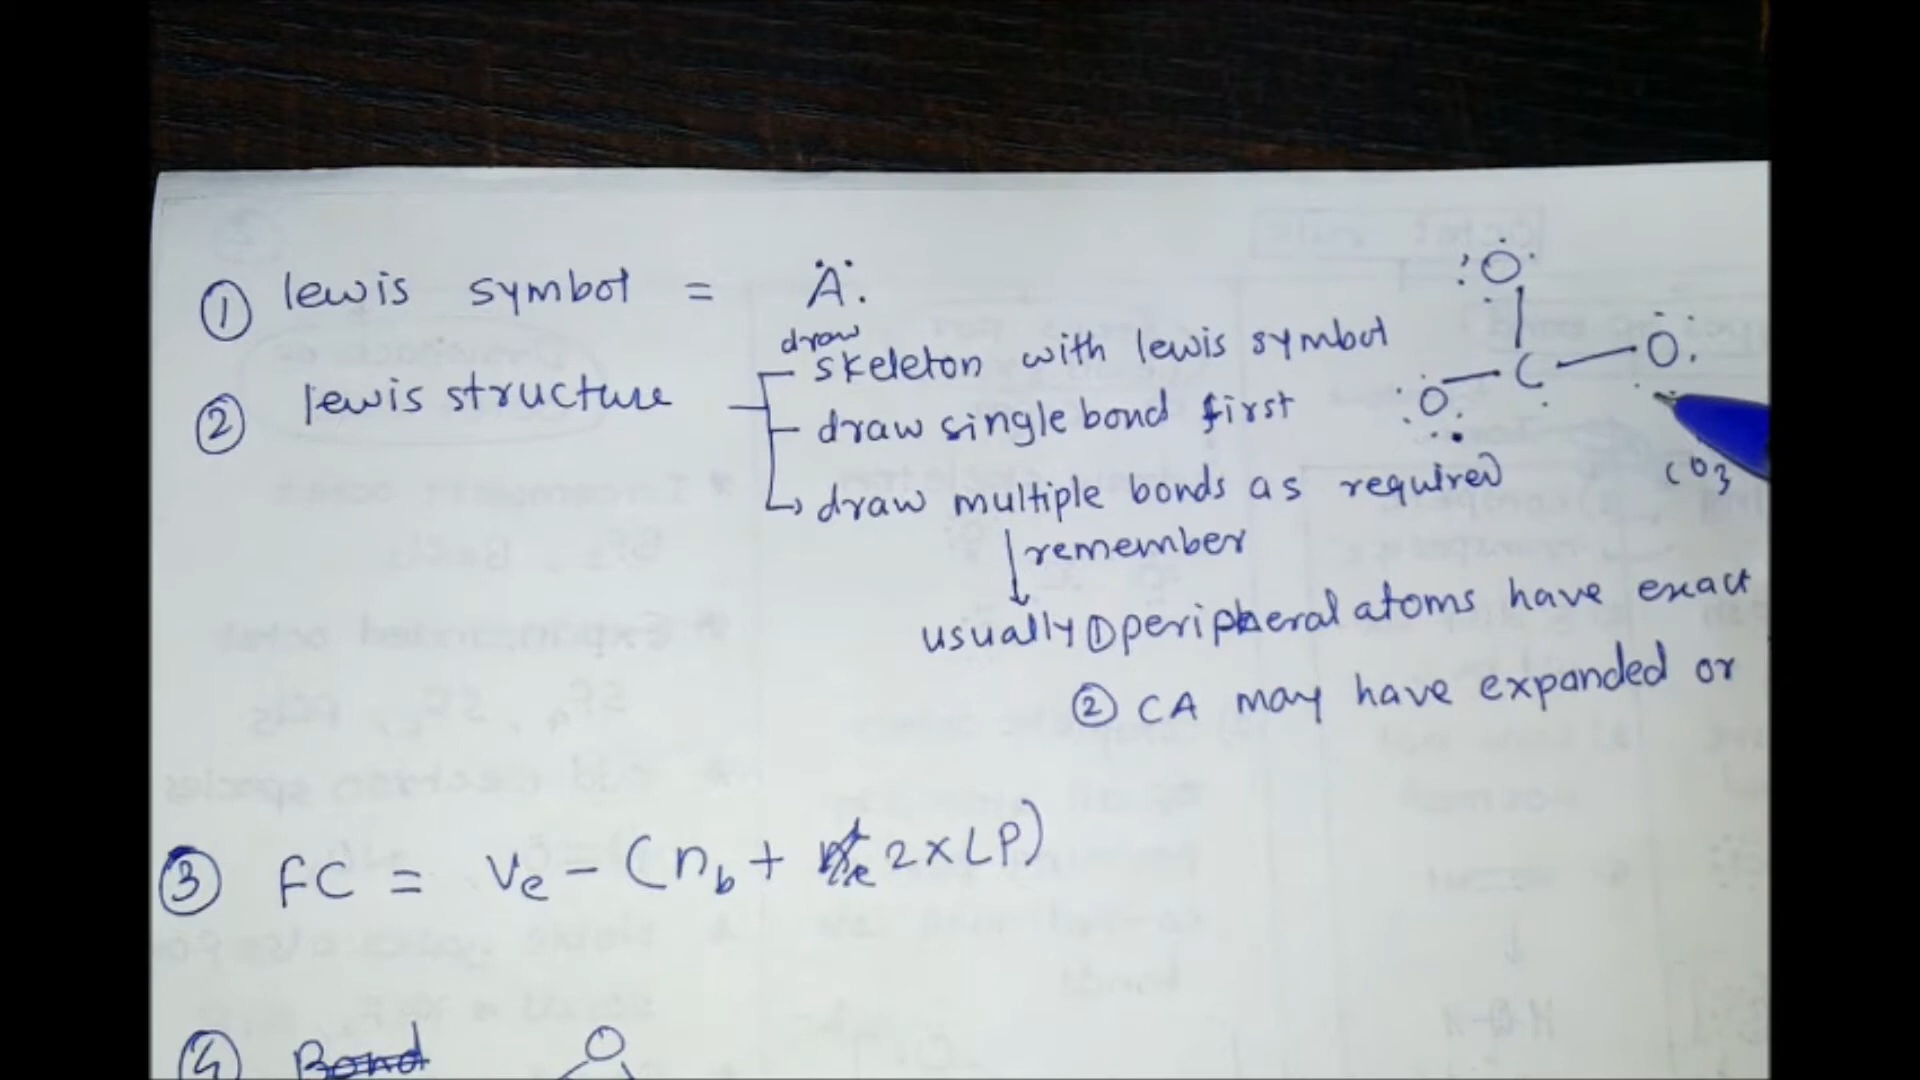 ① lewis symbol = Ä.
② lewis structure
draw
skeleton with lewis symbol
draw single bond first
draw multiple bonds as required
remember
usually ① peripheral atoms have exact
② CA may have expanded or
O
O C O
CO3
③ FC = Ve - (nb + 2×LP)
④ Bond
O